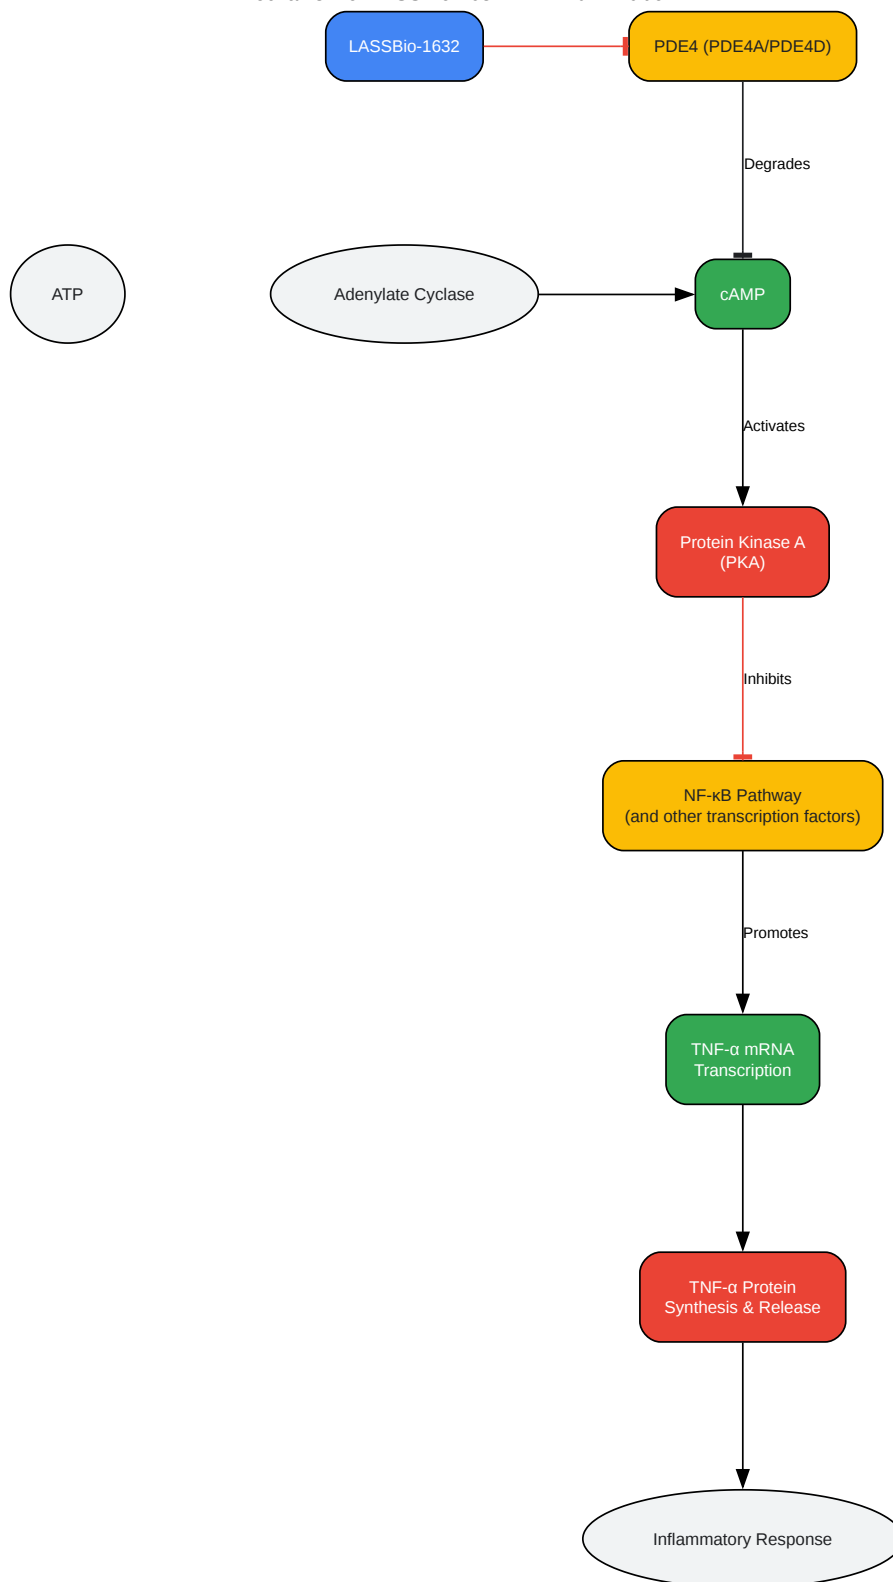 LASSBio-1632
PDE4 (PDE4A/PDE4D)
Degrades
ATP
Adenylate Cyclase
cAMP
Activates
Protein Kinase A
(PKA)
Inhibits
NF-κB Pathway
(and other transcription factors)
Promotes
TNF-α mRNA
Transcription
TNF-α Protein
Synthesis & Release
Inflammatory Response